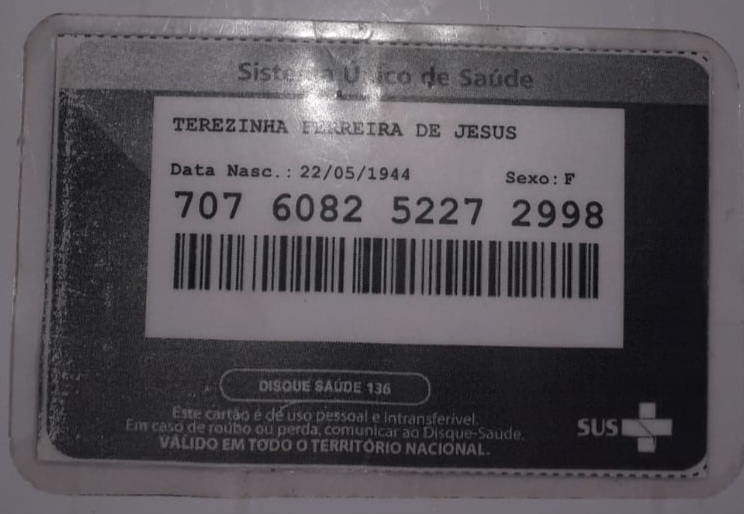 Sistema Único de Saúde
TEREZINHA FERREIRA DE JESUS
Data Nasc.: 22/05/1944 Sexo: F
707 6082 5227 2998
DISQUE SAÚDE 136
Este cartão é de uso pessoal e intransferível.
Em caso de roubo ou perda, comunicar ao Disque-Saúde.
VÁLIDO EM TODO O TERRITÓRIO NACIONAL.
SUS